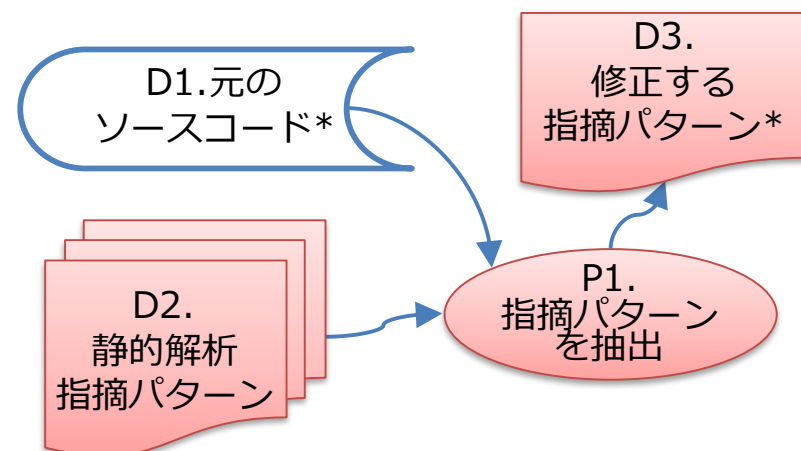 D1.元の
ソースコード*
D3.
修正する
指摘パターン*
D2.
静的解析
指摘パターン
P1.
指摘パターン
を抽出